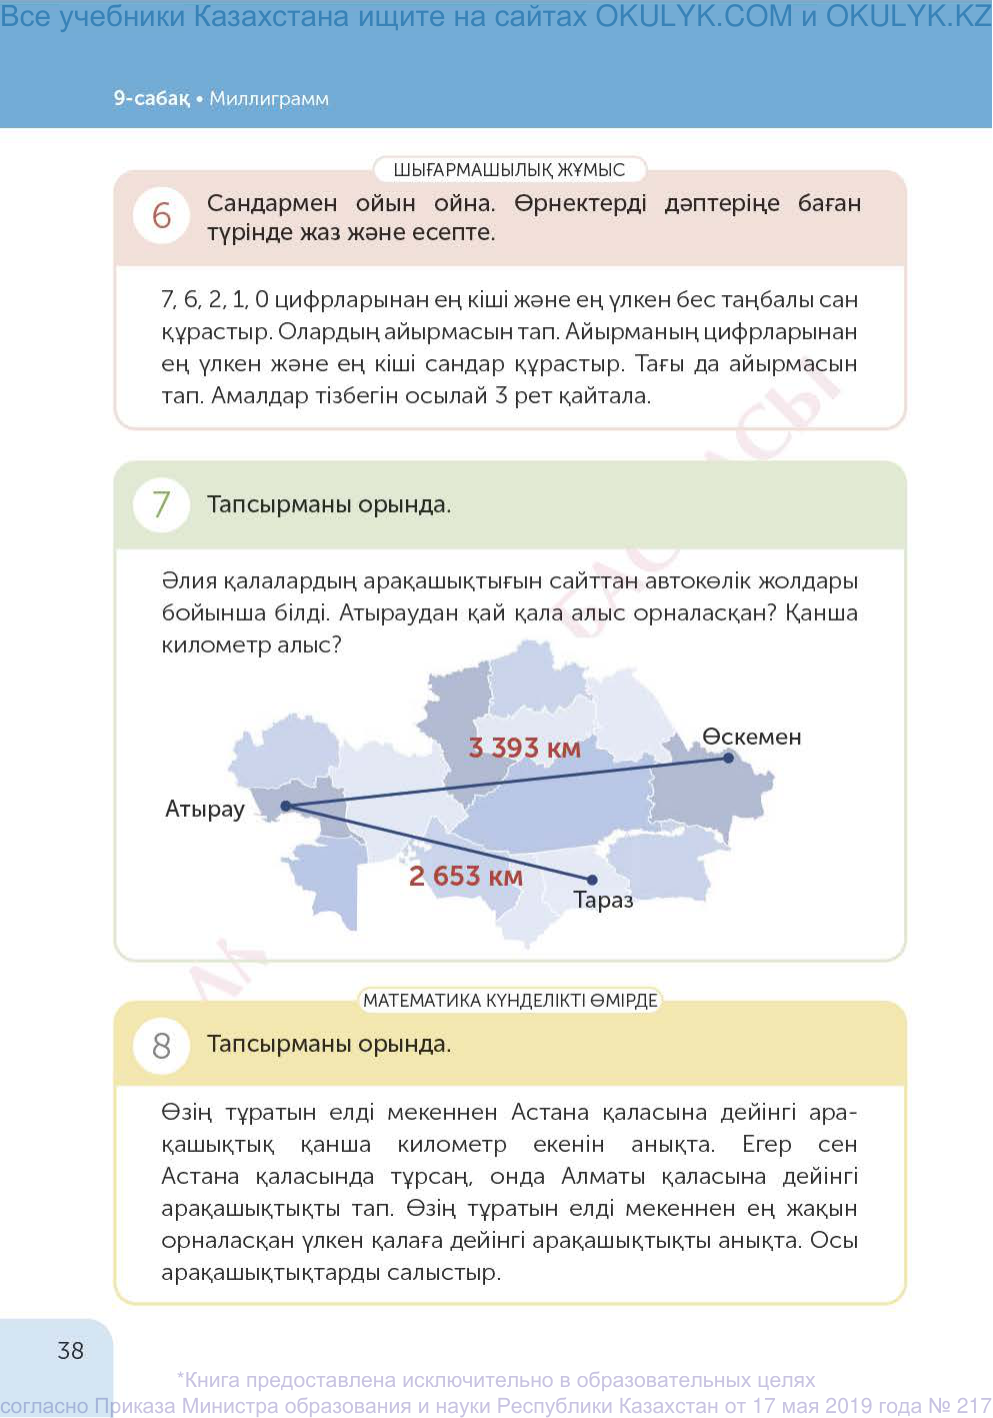 Все учебники Казахстана ищите на сайтах OKULYK.COM и OKULYK.KZ
9-сабақ • Миллиграмм
ШЫҒАРМАШЫЛЫҚ ЖҰМЫС
6
Сандармен ойын ойна. Өрнектерді дәптеріңе баған
түрінде жаз және есепте.
7, 6, 2, 1, 0 цифрларынан ең кіші және ең үлкен бес таңбалы сан
құрастыр. Олардың айырмасын тап. Айырманың цифрларынан
ең үлкен және ең кіші сандар құрастыр. Тағы да айырмасын
тап. Амалдар тізбегін осылай 3 рет қайтала.
7
Тапсырманы орында.
Әлия қалалардың арақашықтығын сайттан автокөлік жолдары
бойынша білді. Атыраудан қай қала алыс орналасқан? Қанша
километр алыс?
Өскемен
3 393 км
Атырау
2 653 км
Тараз
МАТЕМАТИКА КҮНДЕЛІКТІ ӨМІРДЕ
8
Тапсырманы орында.
Өзің тұратын елді мекеннен Астана қаласына дейінгі ара-
қашықтық қанша километр екенін анықта. Егер сен
Астана қаласында тұрсаң, онда Алматы қаласына дейінгі
арақашықтықты тап. Өзің тұратын елді мекеннен ең жақын
орналасқан үлкен қалаға дейінгі арақашықтықты анықта. Осы
арақашықтықтарды салыстыр.
38
*Книга предоставлена исключительно в образовательных целях
согласно Приказа Министра образования и науки Республики Казахстан от 17 мая 2019 года № 217